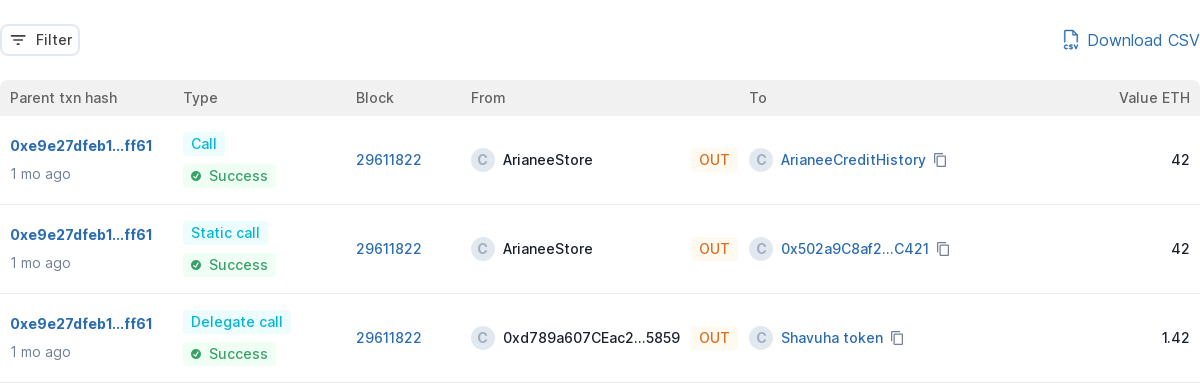 Filter
Download CSV
Parent txn hash Type Block From To Value ETH
0xe9e27dfeb1...ff61 Call 29611822 C ArianeeStore OUT C ArianeeCreditHistory 42
1 mo ago Success
0xe9e27dfeb1...ff61 Static call 29611822 C ArianeeStore OUT C 0x502a9C8af2...C421 42
1 mo ago Success
0xe9e27dfeb1...ff61 Delegate call 29611822 C 0xd789a607CEac2...5859 OUT C Shavuha token 1.42
1 mo ago Success